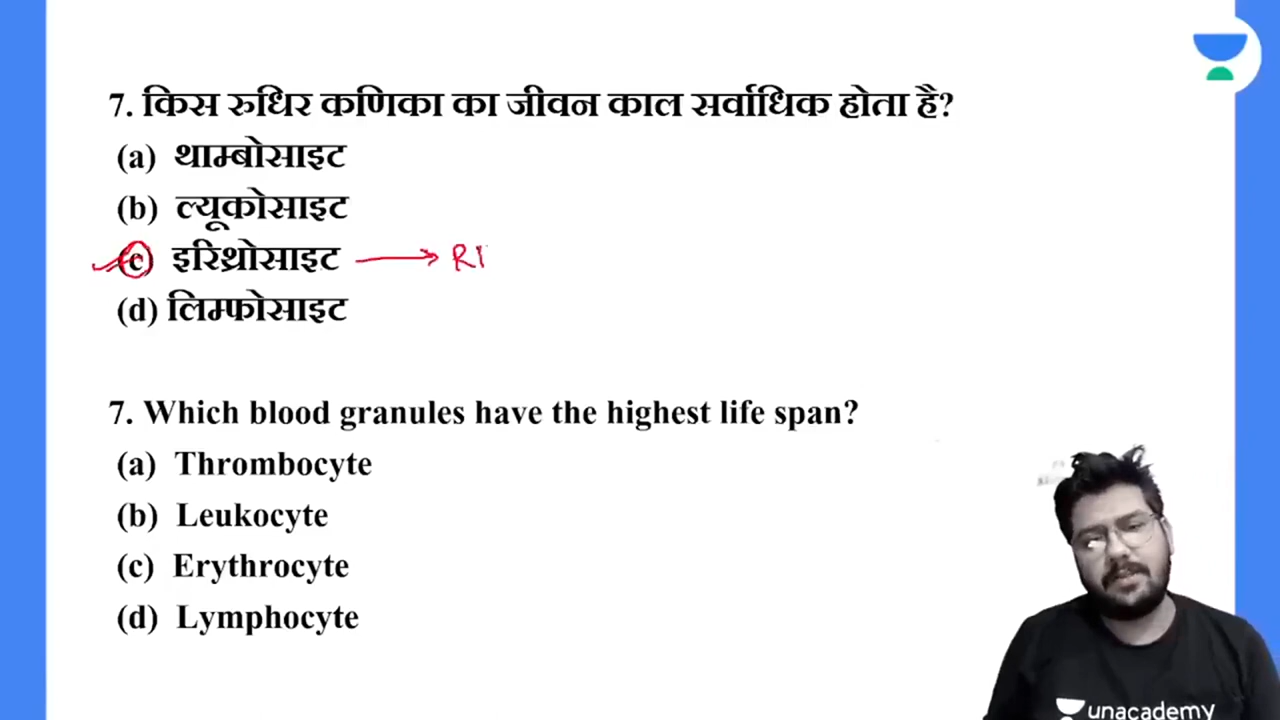 7. किस रुधिर कणिका का जीवन काल सर्वाधिक होता है?
(a) थाम्बोसाइट
(b) ल्यूकोसाइट
(c) इरिथ्रोसाइट → RI
(d) लिम्फोसाइट
7. Which blood granules have the highest life span?
(a) Thrombocyte
(b) Leukocyte
(c) Erythrocyte
(d) Lymphocyte
unacademy